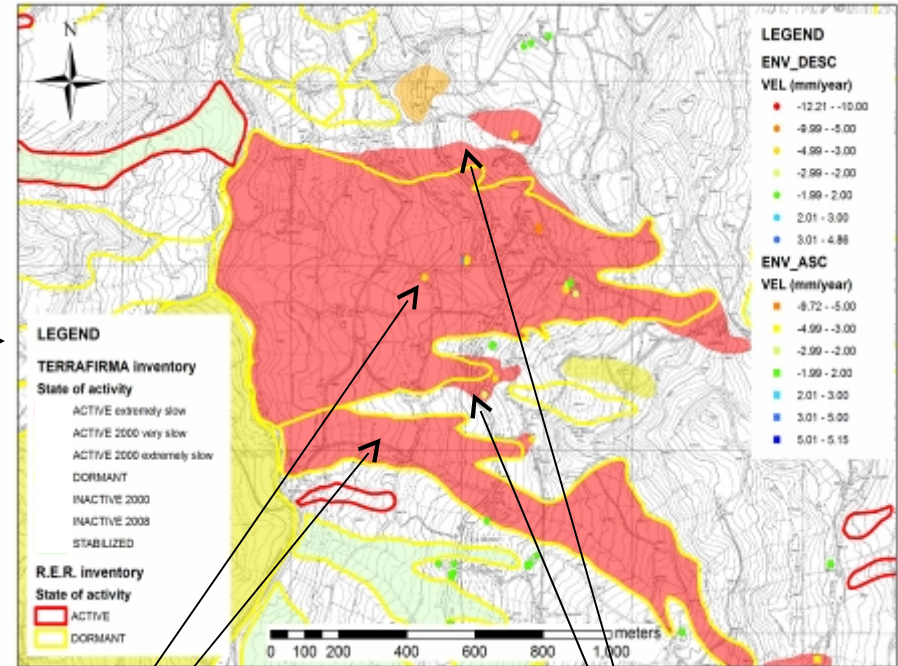 N
LEGEND
ENV_DESC
VEL (mm/year)
-12.21 - -10.00
-9.99 - -5.00
-4.99 - -3.00
-2.99 - -2.00
-1.99 - 2.00
2.01 - 3.00
3.01 - 4.86
ENV_ASC
VEL (mm/year)
-8.72 - -5.00
-4.99 - -3.00
-2.99 - -2.00
-1.99 - 2.00
2.01 - 3.00
3.01 - 5.00
5.01 - 5.15
LEGEND
TERRAFIRMA inventory
State of activity
ACTIVE extremely slow
ACTIVE 2000 very slow
ACTIVE 2000 extremely slow
DORMANT
INACTIVE 2000
INACTIVE 2008
STABILIZED
R.E.R. inventory
State of activity
ACTIVE
DORMANT
0 100 200 400 600 800 1,000 meters